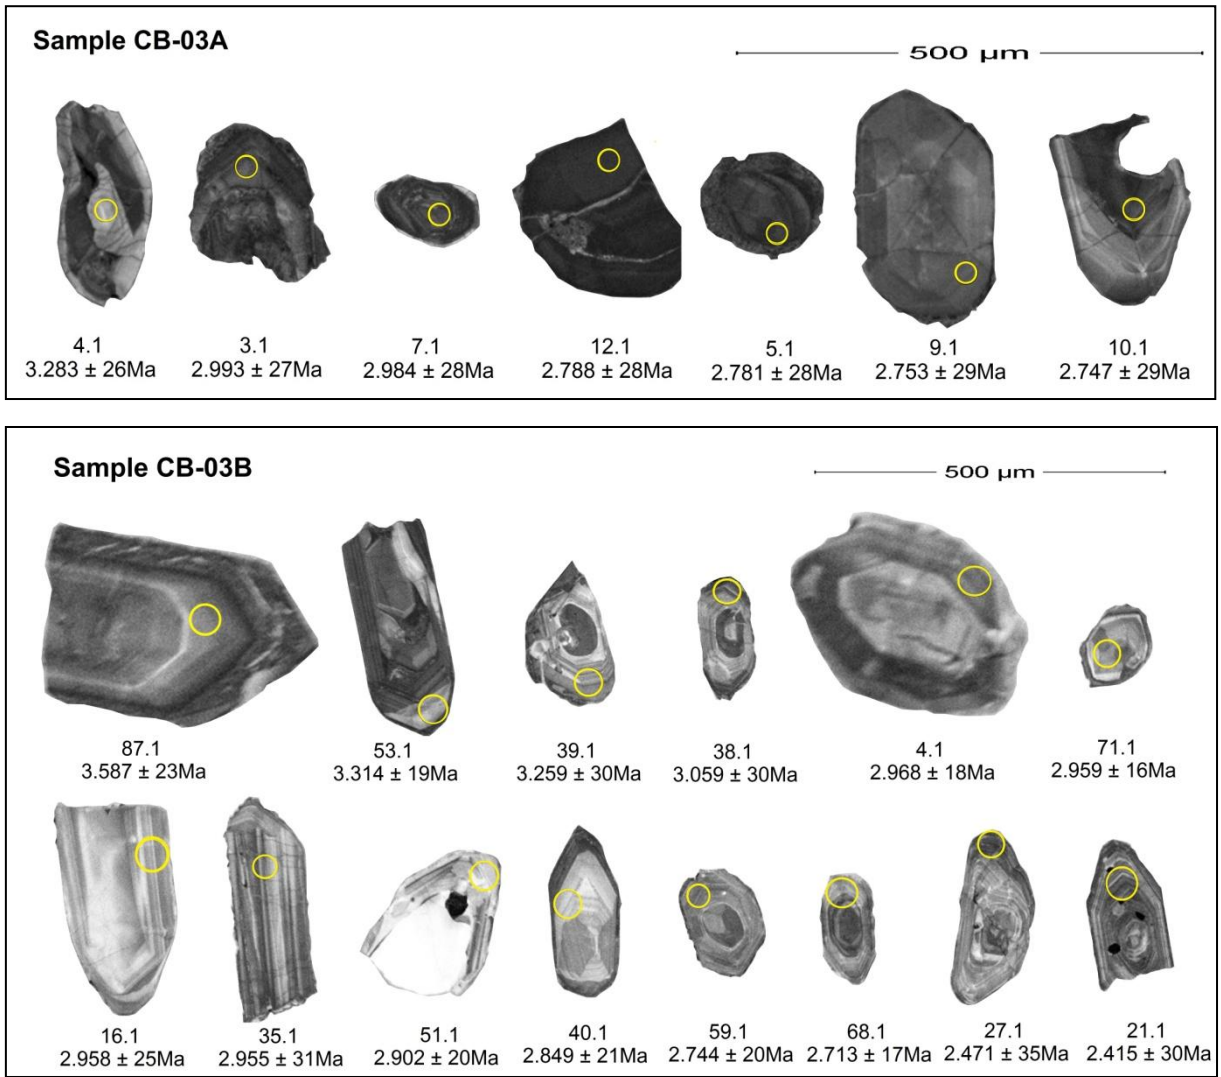 Sample CB-03A
500 µm
4.1 3.1 7.1 12.1 5.1 9.1 10.1
3.283 ± 26Ma 2.993 ± 27Ma 2.984 ± 28Ma 2.788 ± 28Ma 2.781 ± 28Ma 2.753 ± 29Ma 2.747 ± 29Ma
Sample CB-03B
500 µm
87.1 53.1 39.1 38.1 4.1 71.1
3.587 ± 23Ma 3.314 ± 19Ma 3.259 ± 30Ma 3.059 ± 30Ma 2.968 ± 18Ma 2.959 ± 16Ma
16.1 35.1 51.1 40.1 59.1 68.1 27.1 21.1
2.958 ± 25Ma 2.955 ± 31Ma 2.902 ± 20Ma 2.849 ± 21Ma 2.744 ± 20Ma 2.713 ± 17Ma 2.471 ± 35Ma 2.415 ± 30Ma